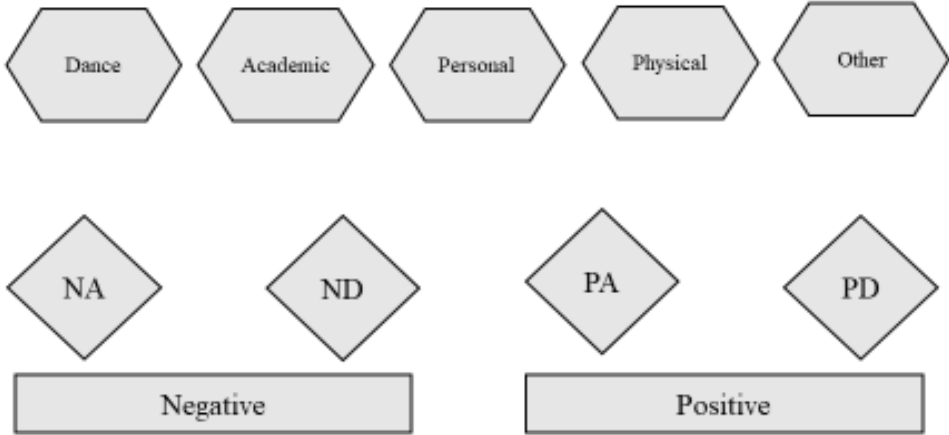 Dance
Academic
Personal
Physical
Other
NA
ND
PA
PD
Negative
Positive